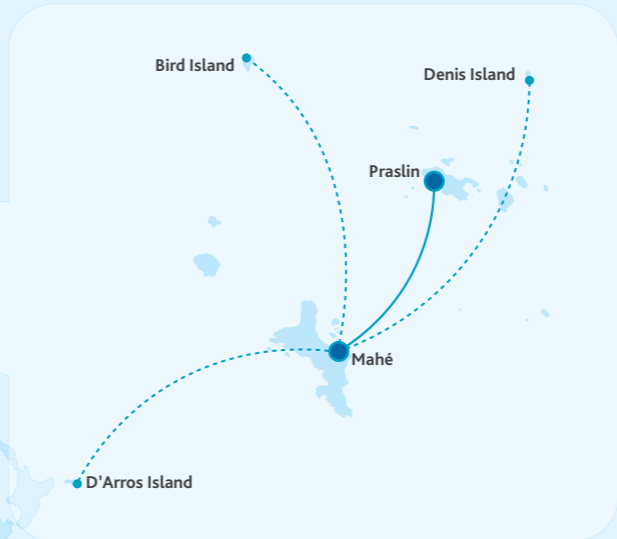 Bird Island
Denis Island
Praslin
Mahé
D'Arros Island